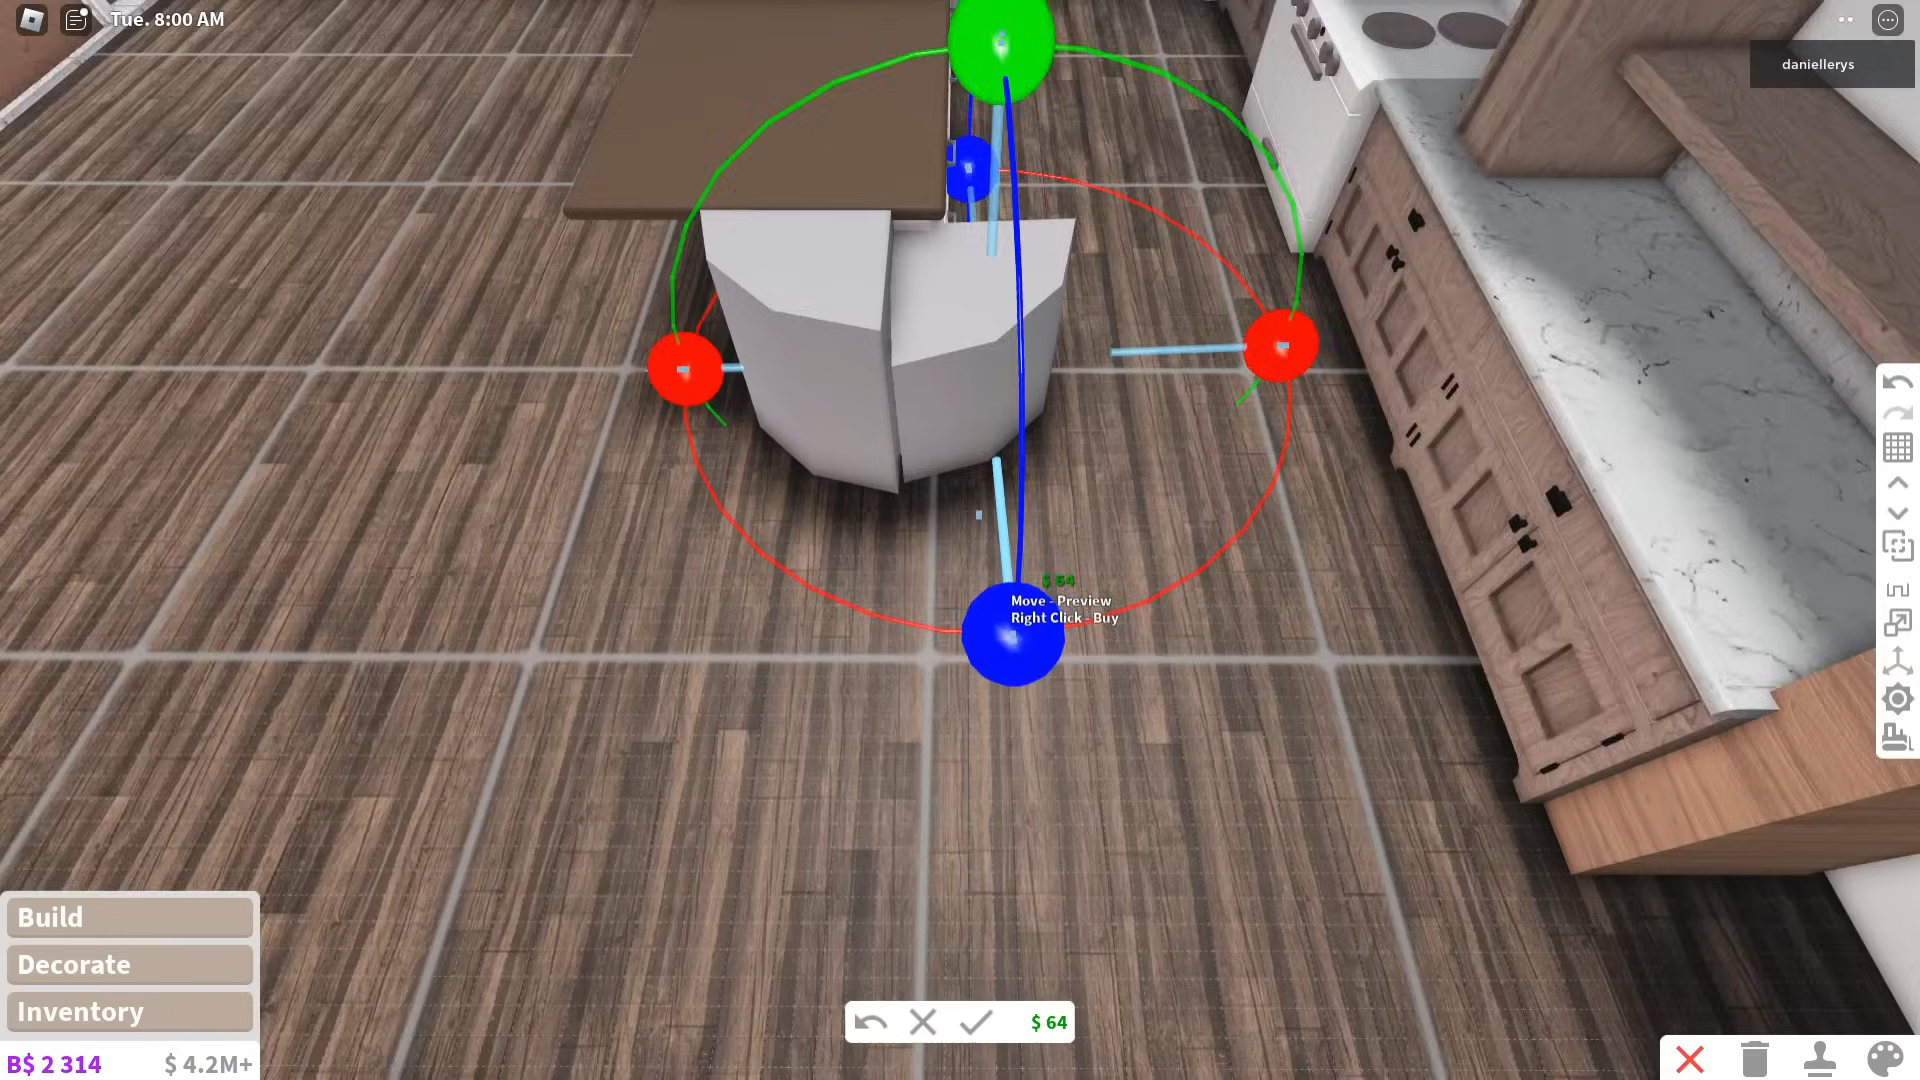 Tue. 8:00 AM
daniellerys
$ 64
Move - Preview
Right Click - Buy
Build
Decorate
Inventory
B$ 2 314
$ 4.2M+
$ 64